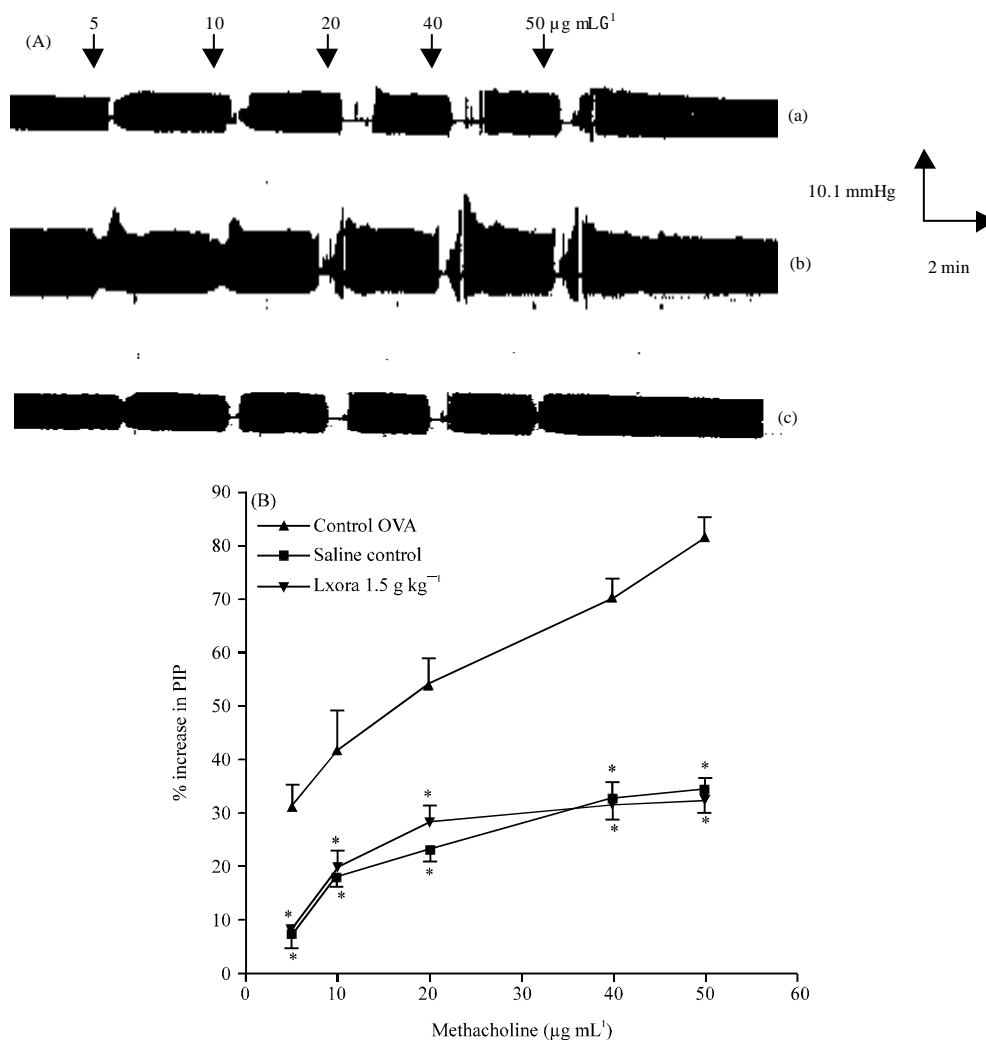 5 10 20 40 50 µg mLG¹
(A)
(a)
10.1 mmHg
(b)
2 min
(c)
90
(B)
Control OVA
80
Saline control
Lxora 1.5 g kg⁻¹
70
60
50
% increase in PIP
40
30
20
10
0
* * * * *
* * * * *
0 10 20 30 40 50 60
Methacholine (µg mL¹)